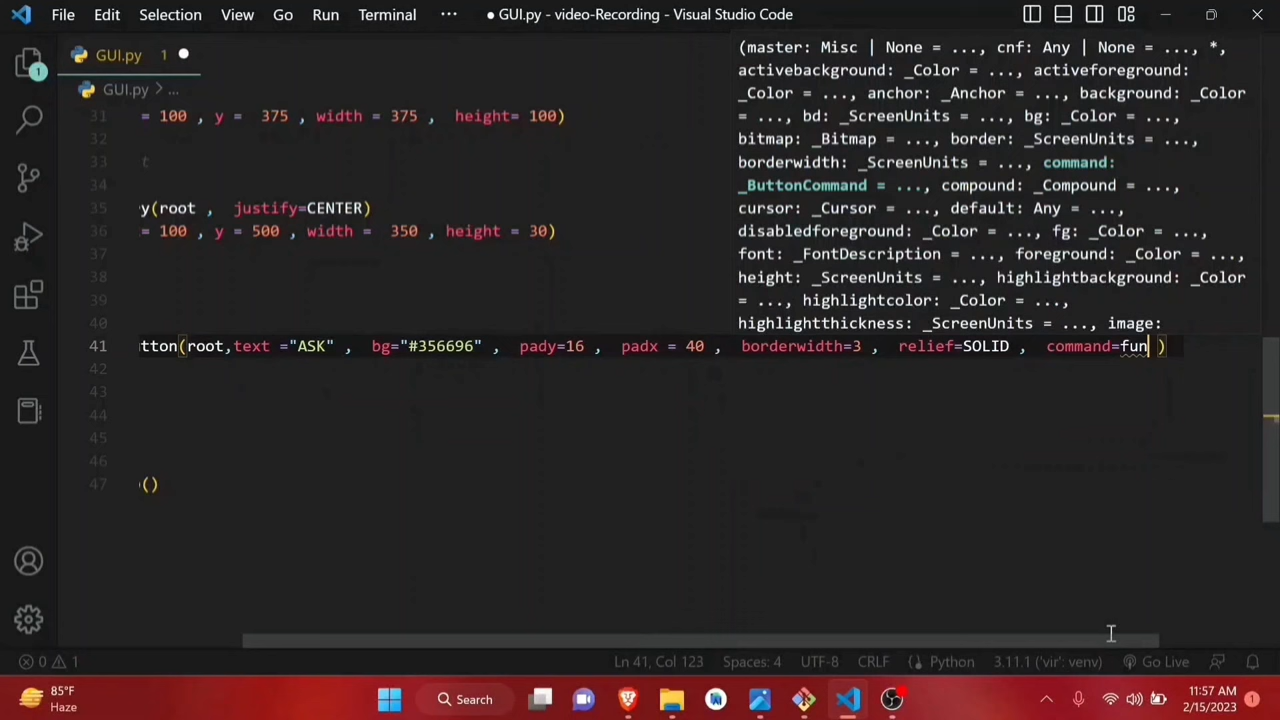 File Edit Selection View Go Run Terminal ··· ● GUI.py - video-Recording - Visual Studio Code
GUI.py 1 ●
GUI.py > ...
(master: Misc | None = ..., cnf: Any | None = ..., *,
activebackground: _Color = ..., activeforeground:
_Color = ..., anchor: _Anchor = ..., background: _Color
= ..., bd: _ScreenUnits = ..., bg: _Color = ...,
bitmap: _Bitmap = ..., border: _ScreenUnits = ...,
borderwidth: _ScreenUnits = ..., command:
_ButtonCommand = ..., compound: _Compound = ...,
cursor: _Cursor = ..., default: Any = ...,
disabledforeground: _Color = ..., fg: _Color = ...,
font: _FontDescription = ..., foreground: _Color = ...,
height: _ScreenUnits = ..., highlightbackground: _Color
= ..., highlightcolor: _Color = ...,
highlightthickness: _ScreenUnits = ..., image:
31 = 100 , y = 375 , width = 375 , height= 100)
32
33 t
34
35 y(root , justify=CENTER)
36 = 100 , y = 500 , width = 350 , height = 30)
37
38
39
40
41 tton(root,text ="ASK" , bg="#356696" , pady=16 , padx = 40 , borderwidth=3 , relief=SOLID , command=fun )
42
43
44
45
46
47 ()
1
0 1 Ln 41, Col 123 Spaces: 4 UTF-8 CRLF Python 3.11.1 ('vir': venv) Go Live
85°F
Haze
Search
11:57 AM
2/15/2023
1